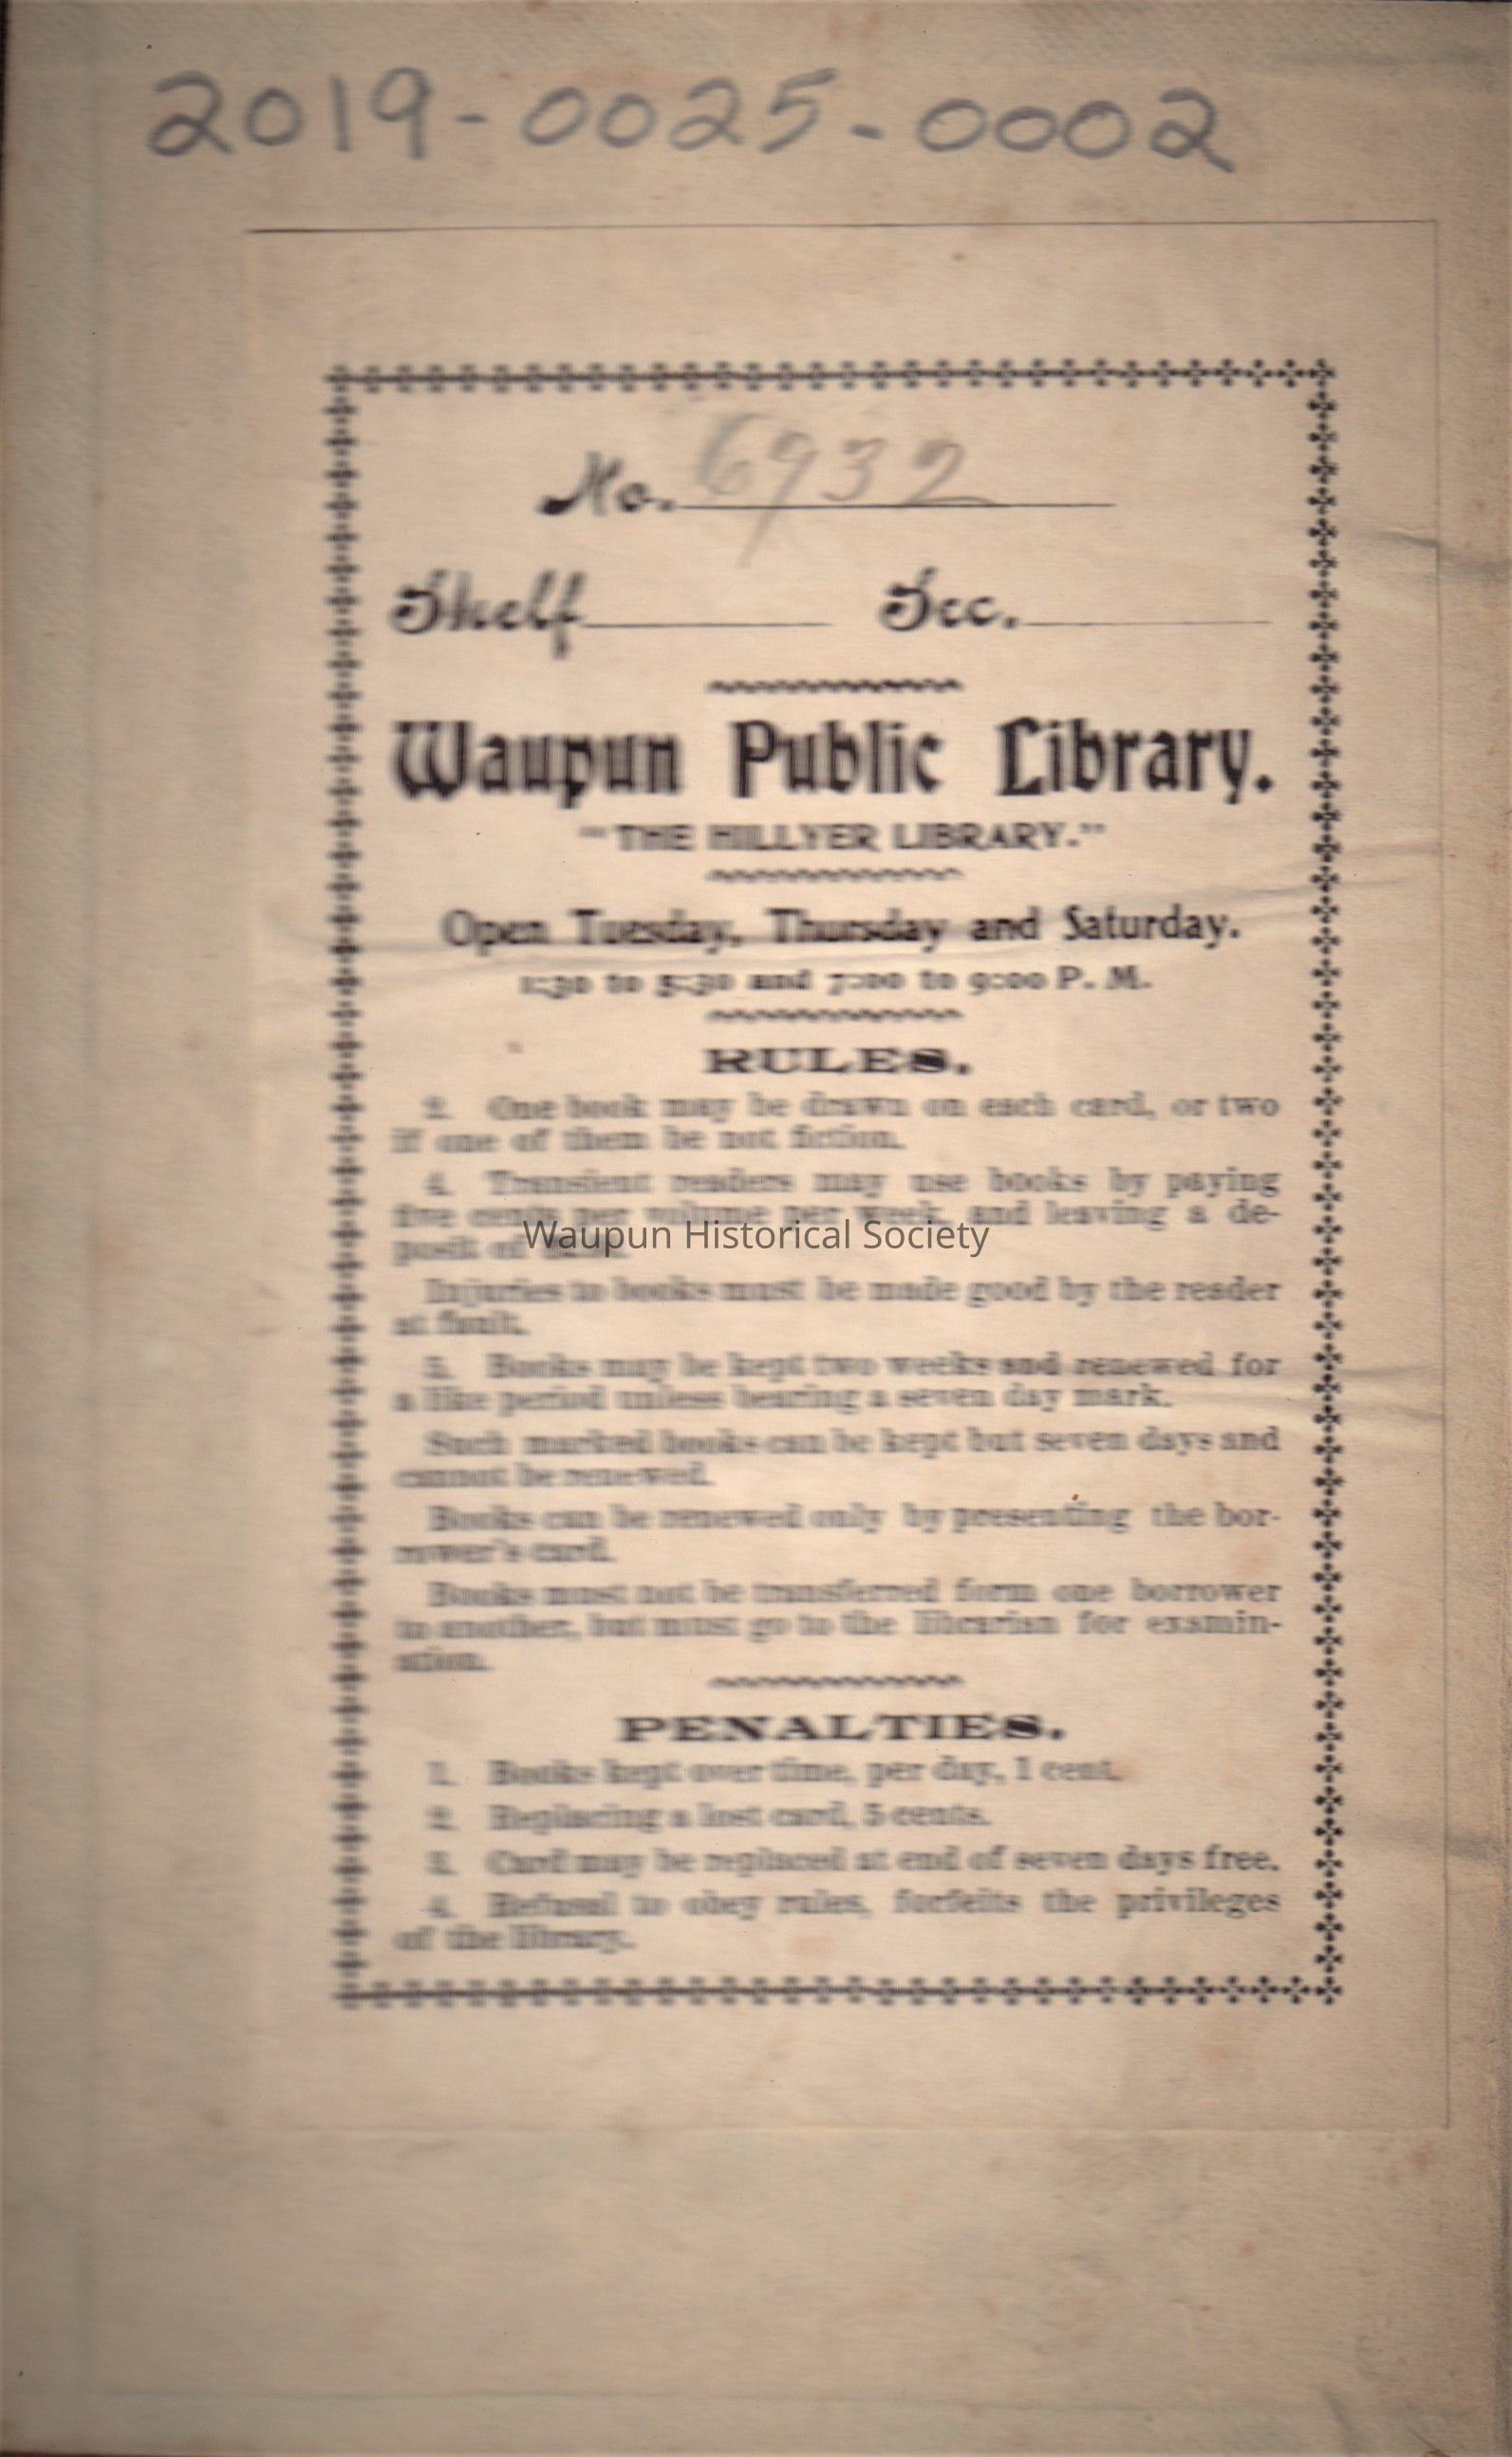 2019-0025-0002
No. 6932
Shelf Sec.
Waupun Public Library.
"THE HILLYER LIBRARY."
Open Tuesday, Thursday and Saturday.
1:30 to 5:30 and 7:00 to 9:00 P. M.
RULES.
2. One book may be drawn on each card, or two
if one of them be not fiction.
4. Transient readers may use books by paying
five cents per volume per week, and leaving a de-
posit of
Waupun Historical Society
Injuries to books must be made good by the reader
at fault.
5. Books may be kept two weeks and renewed for
a like period unless bearing a seven day mark.
Such marked books can be kept but seven days and
cannot be renewed.
Books can be renewed only by presenting the bor-
rower's card.
Books must not be transferred form one borrower
to another, but must go to the librarian for examin-
ation.
PENALTIES.
1. Books kept over time, per day, 1 cent.
2. Replacing a lost card, 5 cents.
3. Card may be replaced at end of seven days free.
4. Refusal to obey rules, forfeits the privileges
of the library.